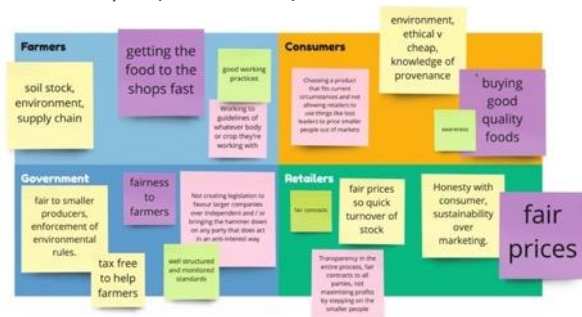 Farmers
getting the
food to the
shops fast
good working
practices
soil stock,
environment,
supply chain
Working to
guidelines of
whatever body
or crop they're
working with
Consumers
environment,
ethical v
cheap,
knowledge of
provenance
Choosing a product
that fits current
circumstances and not
allowing retailers to
use things like lost
leaders to price smaller
people out of markets
awareness
buying
good
quality
foods
Government
fair to smaller
producers,
enforcement of
environmental
rules.
fairness
to
farmers
Not creating legislation to
favour larger companies
over independent and / or
bringing the hammer down
on any party that does act
in an anti-interest way
tax free
to help
farmers
well structured
and monitored
standards
Retailers
fair contracts
fair prices
so quick
turnover of
stock
Honesty with
consumer,
sustainability
over
marketing.
fair
prices
Transparency in the
entire process, fair
contracts to all
parties, not
maximising profits
by stepping on the
smaller people